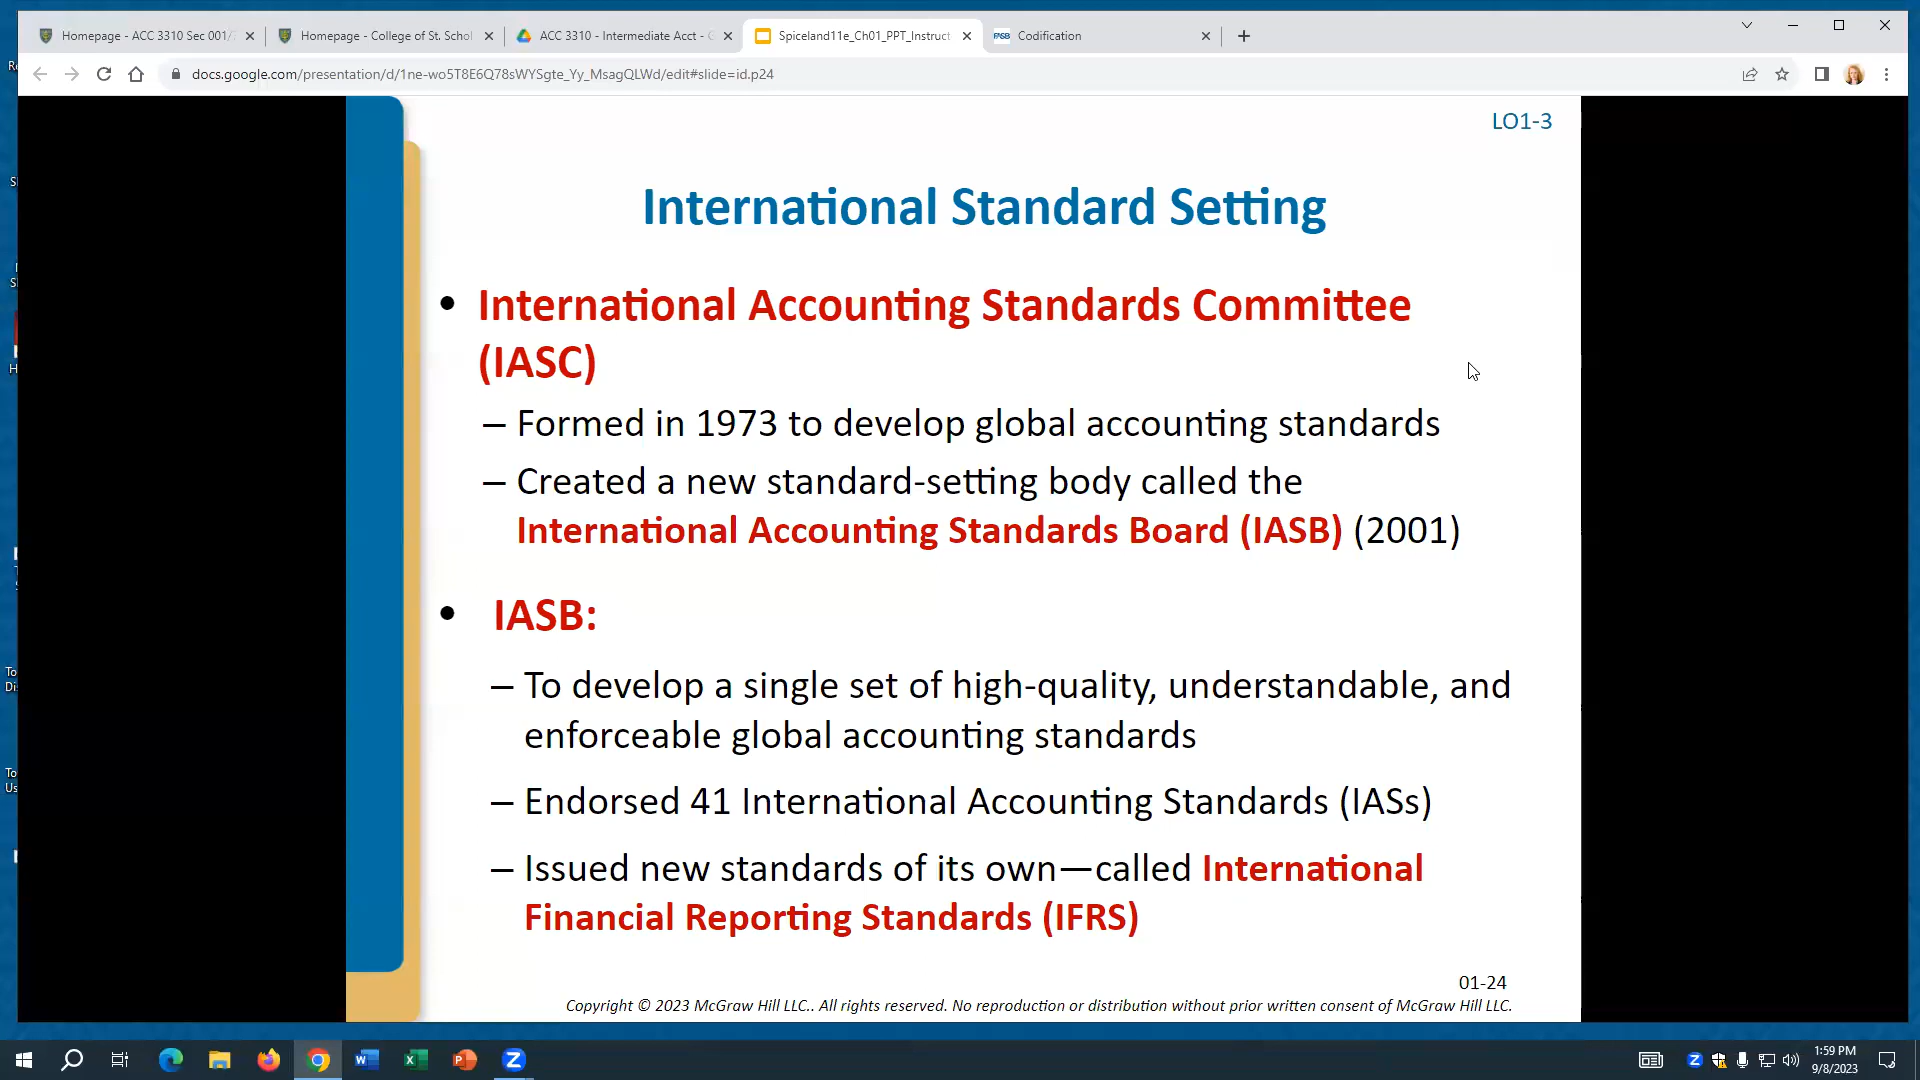 Homepage - ACC 3310 Sec 001/
Homepage - College of St. Schol
ACC 3310 - Intermediate Acct - G
Spiceland11e_Ch01_PPT_Instruct
FASB Codification
docs.google.com/presentation/d/1ne-wo5T8E6Q78sWYSgte_Yy_MsagQLWd/edit#slide=id.p24
LO1-3
International Standard Setting
• International Accounting Standards Committee
(IASC)
– Formed in 1973 to develop global accounting standards
– Created a new standard-setting body called the
International Accounting Standards Board (IASB) (2001)
• IASB:
– To develop a single set of high-quality, understandable, and
enforceable global accounting standards
– Endorsed 41 International Accounting Standards (IASs)
– Issued new standards of its own—called International
Financial Reporting Standards (IFRS)
01-24
Copyright © 2023 McGraw Hill LLC.. All rights reserved. No reproduction or distribution without prior written consent of McGraw Hill LLC.
1:59 PM
9/8/2023